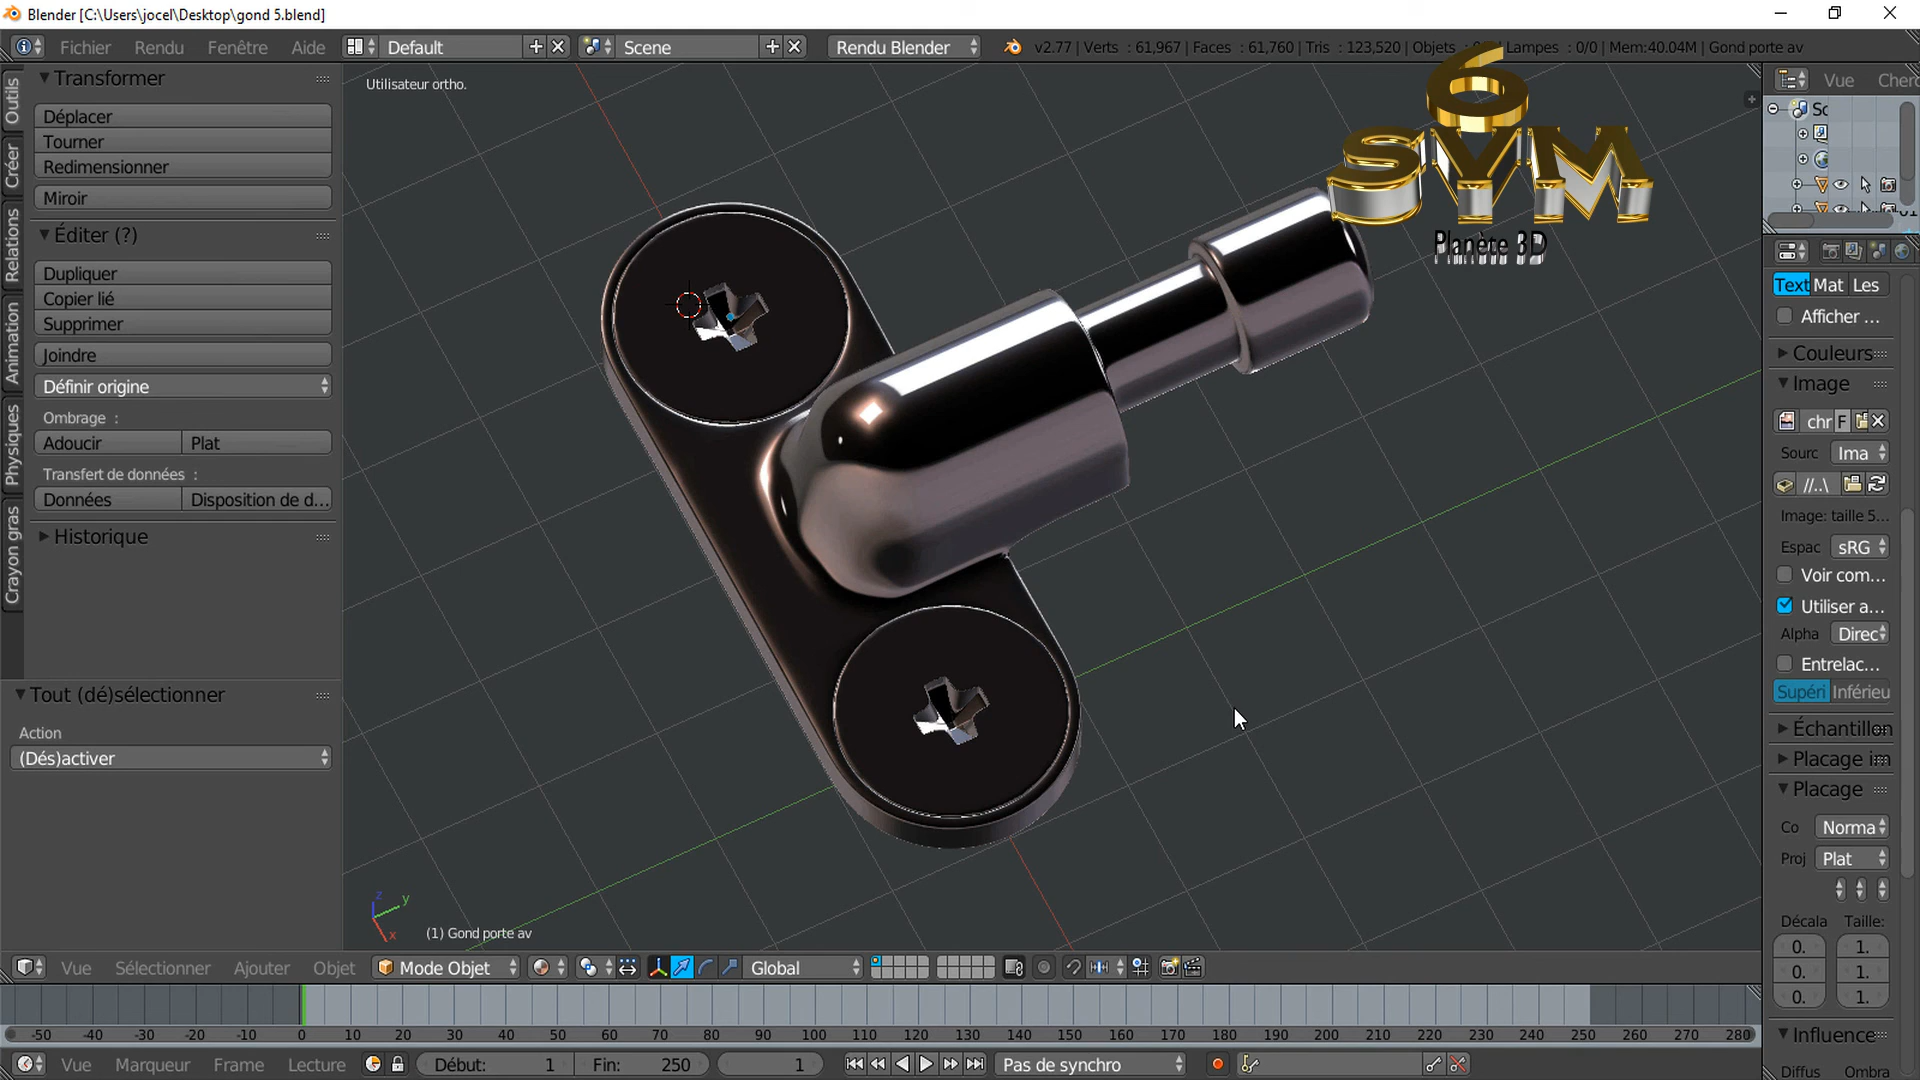 Blender [C:\Users\jocel\Desktop\gond 5.blend]
Fichier Rendu Fenêtre Aide Default Scene Rendu Blender v2.77 | Verts : 61,967 | Faces : 61,760 | Tris : 123,520 | Objets Lampes : 0/0 | Mem:40.04M | Gond porte av
6
SYM
Planète 3D
Utilisateur ortho.
Outils
Créer
Relations
Animation
Physiques
Crayon gras
Transformer
Déplacer
Tourner
Redimensionner
Miroir
Éditer (?)
Dupliquer
Copier lié
Supprimer
Joindre
Définir origine
Ombrage :
Adoucir Plat
Transfert de données :
Données Disposition de d...
Historique
Tout (dé)sélectionner
Action
(Dés)activer
z y
x
(1) Gond porte av
Vue Cherc
Sc
Text Mat Les
Afficher ...
Couleurs
Image
chr F
Sourc Ima
//..\
Image: taille 5...
Espac sRG
Voir com...
Utiliser a...
Alpha Direc
Entrelac...
Supéri Inférieu
Échantillon
Placage im
Placage
Co Norma
Proj Plat
Décala Taille:
0. 1.
0. 1.
0. 1.
Influence
Diffus Ombra
Vue Sélectionner Ajouter Objet Mode Objet Global
-50 -40 -30 -20 -10 0 10 20 30 40 50 60 70 80 90 100 110 120 130 140 150 160 170 180 190 200 210 220 230 240 250 260 270 280
Vue Marqueur Frame Lecture Début: 1 Fin: 250 1 Pas de synchro